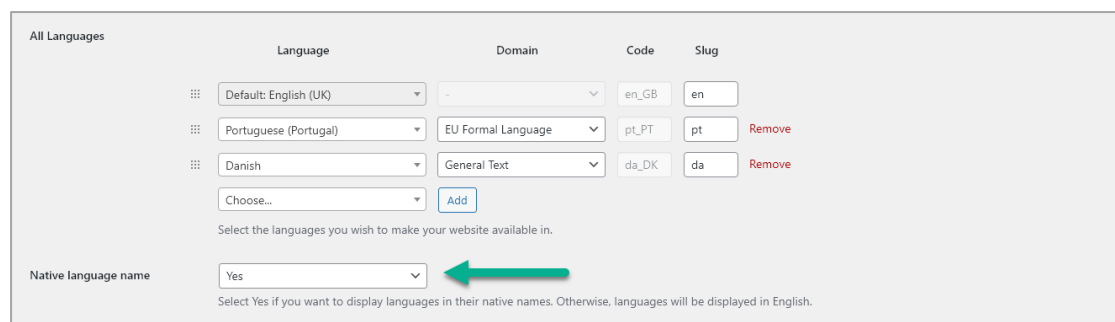 All Languages
Language Domain Code Slug
Default: English (UK) - en_GB en
Portuguese (Portugal) EU Formal Language pt_PT pt Remove
Danish General Text da_DK da Remove
Choose... Add
Select the languages you wish to make your website available in.
Native language name Yes
Select Yes if you want to display languages in their native names. Otherwise, languages will be displayed in English.